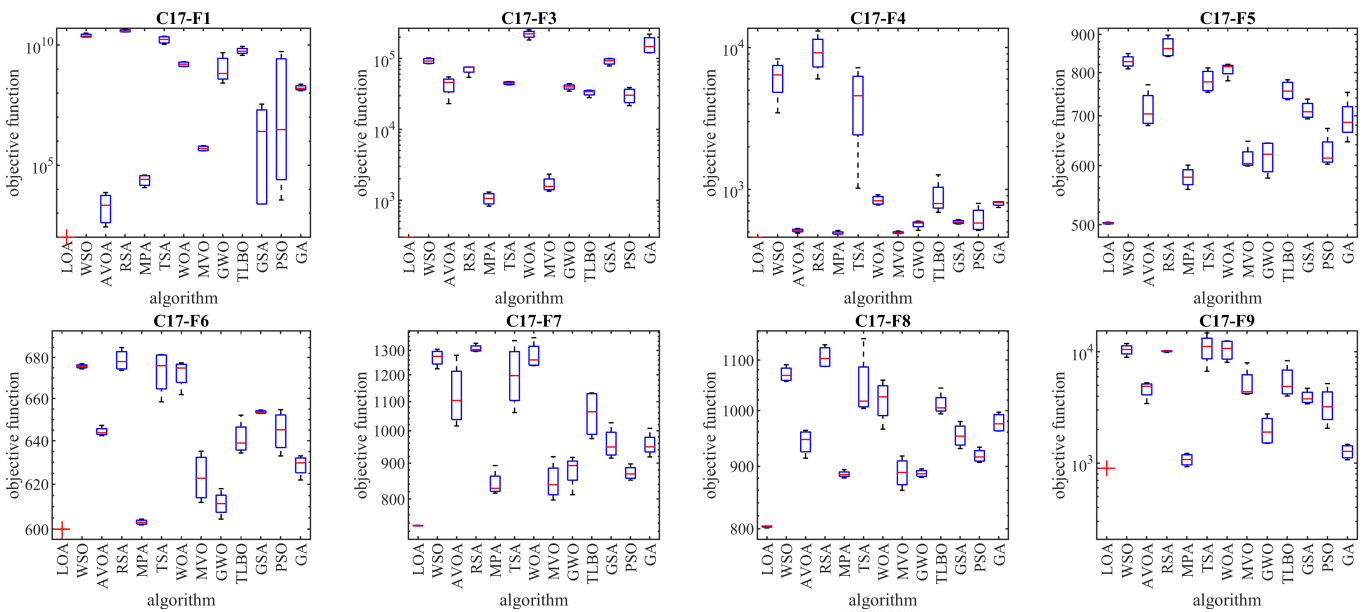 C17-F1
objective function
10^10
10^5
LOA
WSO
AVOA
RSA
MPA
TSA
WOA
MVO
GWO
TLBO
GSA
PSO
GA
algorithm
C17-F3
objective function
10^5
10^4
10^3
LOA
WSO
AVOA
RSA
MPA
TSA
WOA
MVO
GWO
TLBO
GSA
PSO
GA
algorithm
C17-F4
objective function
10^4
10^3
LOA
WSO
AVOA
RSA
MPA
TSA
WOA
MVO
GWO
TLBO
GSA
PSO
GA
algorithm
C17-F5
objective function
900
800
700
600
500
LOA
WSO
AVOA
RSA
MPA
TSA
WOA
MVO
GWO
TLBO
GSA
PSO
GA
algorithm
C17-F6
objective function
680
660
640
620
600
LOA
WSO
AVOA
RSA
MPA
TSA
WOA
MVO
GWO
TLBO
GSA
PSO
GA
algorithm
C17-F7
objective function
1300
1200
1100
1000
900
800
LOA
WSO
AVOA
RSA
MPA
TSA
WOA
MVO
GWO
TLBO
GSA
PSO
GA
algorithm
C17-F8
objective function
1100
1000
900
800
LOA
WSO
AVOA
RSA
MPA
TSA
WOA
MVO
GWO
TLBO
GSA
PSO
GA
algorithm
C17-F9
objective function
10^4
10^3
LOA
WSO
AVOA
RSA
MPA
TSA
WOA
MVO
GWO
TLBO
GSA
PSO
GA
algorithm